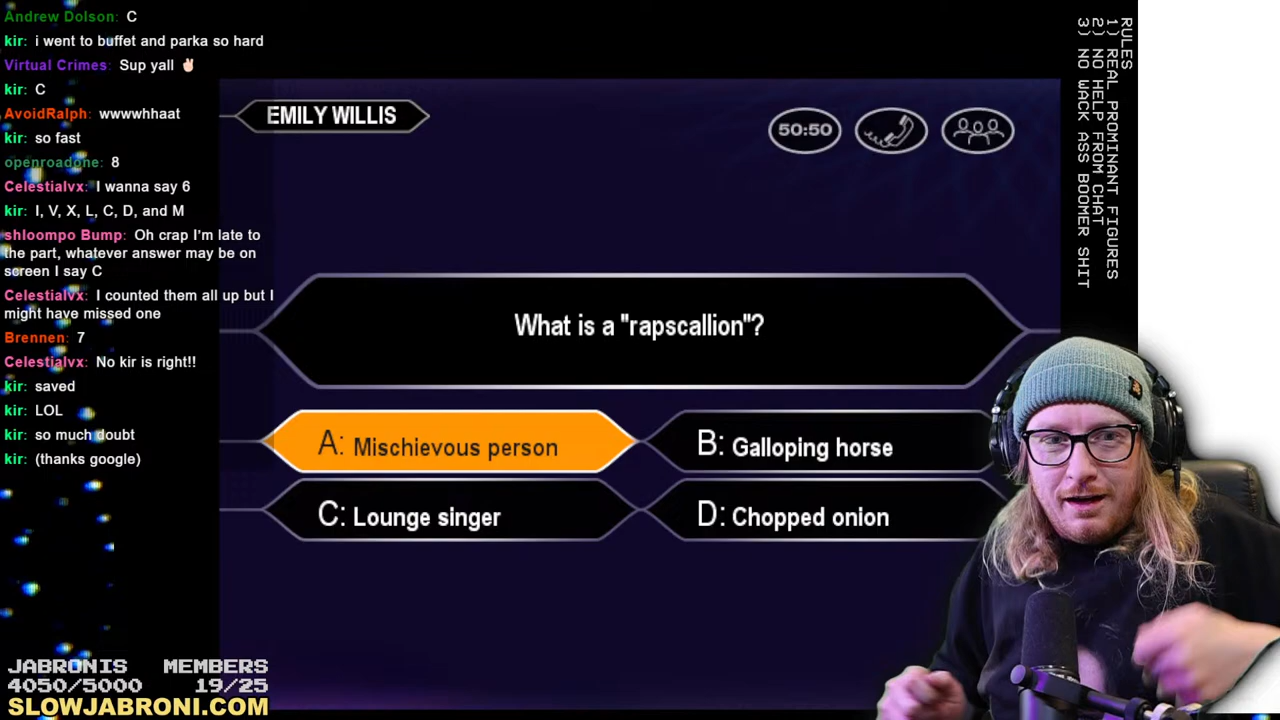 Andrew Dolson: C
kir: i went to buffet and parka so hard
Virtual Crimes: Sup yall ✌🏻
kir: C
AvoidRalph: wwwwhhaat
kir: so fast
openroadone: 8
Celestialvx: I wanna say 6
kir: I, V, X, L, C, D, and M
shloompo Bump: Oh crap I'm late to
the part, whatever answer may be on
screen I say C
Celestialvx: I counted them all up but I
might have missed one
Brennen: 7
Celestialvx: No kir is right!!
kir: saved
kir: LOL
kir: so much doubt
kir: (thanks google)
EMILY WILLIS
50:50
What is a "rapscallion"?
A: Mischievous person
B: Galloping horse
C: Lounge singer
D: Chopped onion
RULES
1) REAL PROMINANT FIGURES
2) NO HELP FROM CHAT
3) NO WACK ASS BOOMER SHIT
JABRONIS MEMBERS
4050/5000 19/25
SLOWJABRONI.COM